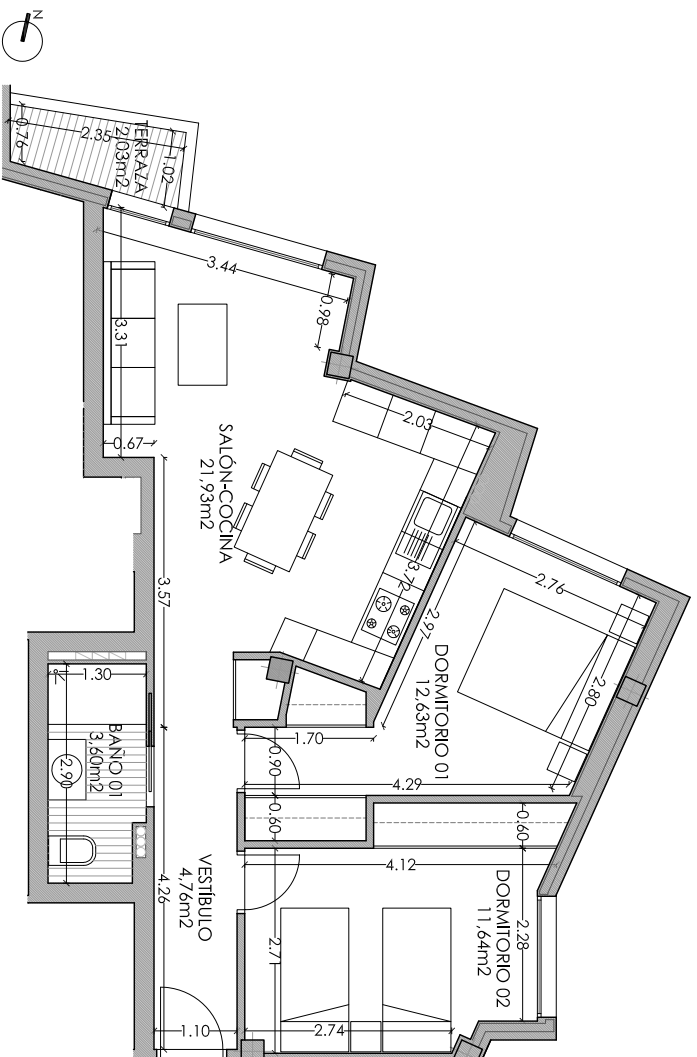 N
TERRAZA
2,03m2
0.76
2.35
1.02
3.44
0.98
3.31
0.67
2.03
SALÓN-COCINA
21,93m2
3.72
3.57
2.76
2.97
2.80
DORMITORIO 01
12,63m2
1.70
0.90
4.29
0.60
1.30
BAÑO 01
3,60m2
2.90
0.60
4.12
VESTÍBULO
4,76m2
4.26
DORMITORIO 02
11,64m2
2.28
2.71
2.74
1.10